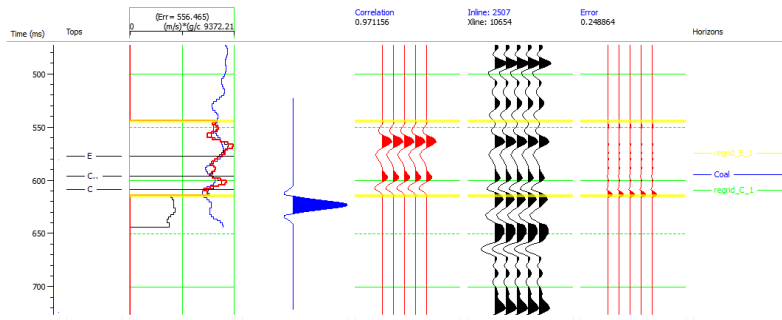 (Err= 556.465)
0 (m/s)*(g/c 9372.21
Correlation
0.971156
Inline: 2507
Xline: 10654
Error
0.248864
Time (ms)
Tops
Horizons
500
550
E
regrid_E_1
C..
Coal
600
C
regrid_C_1
650
700